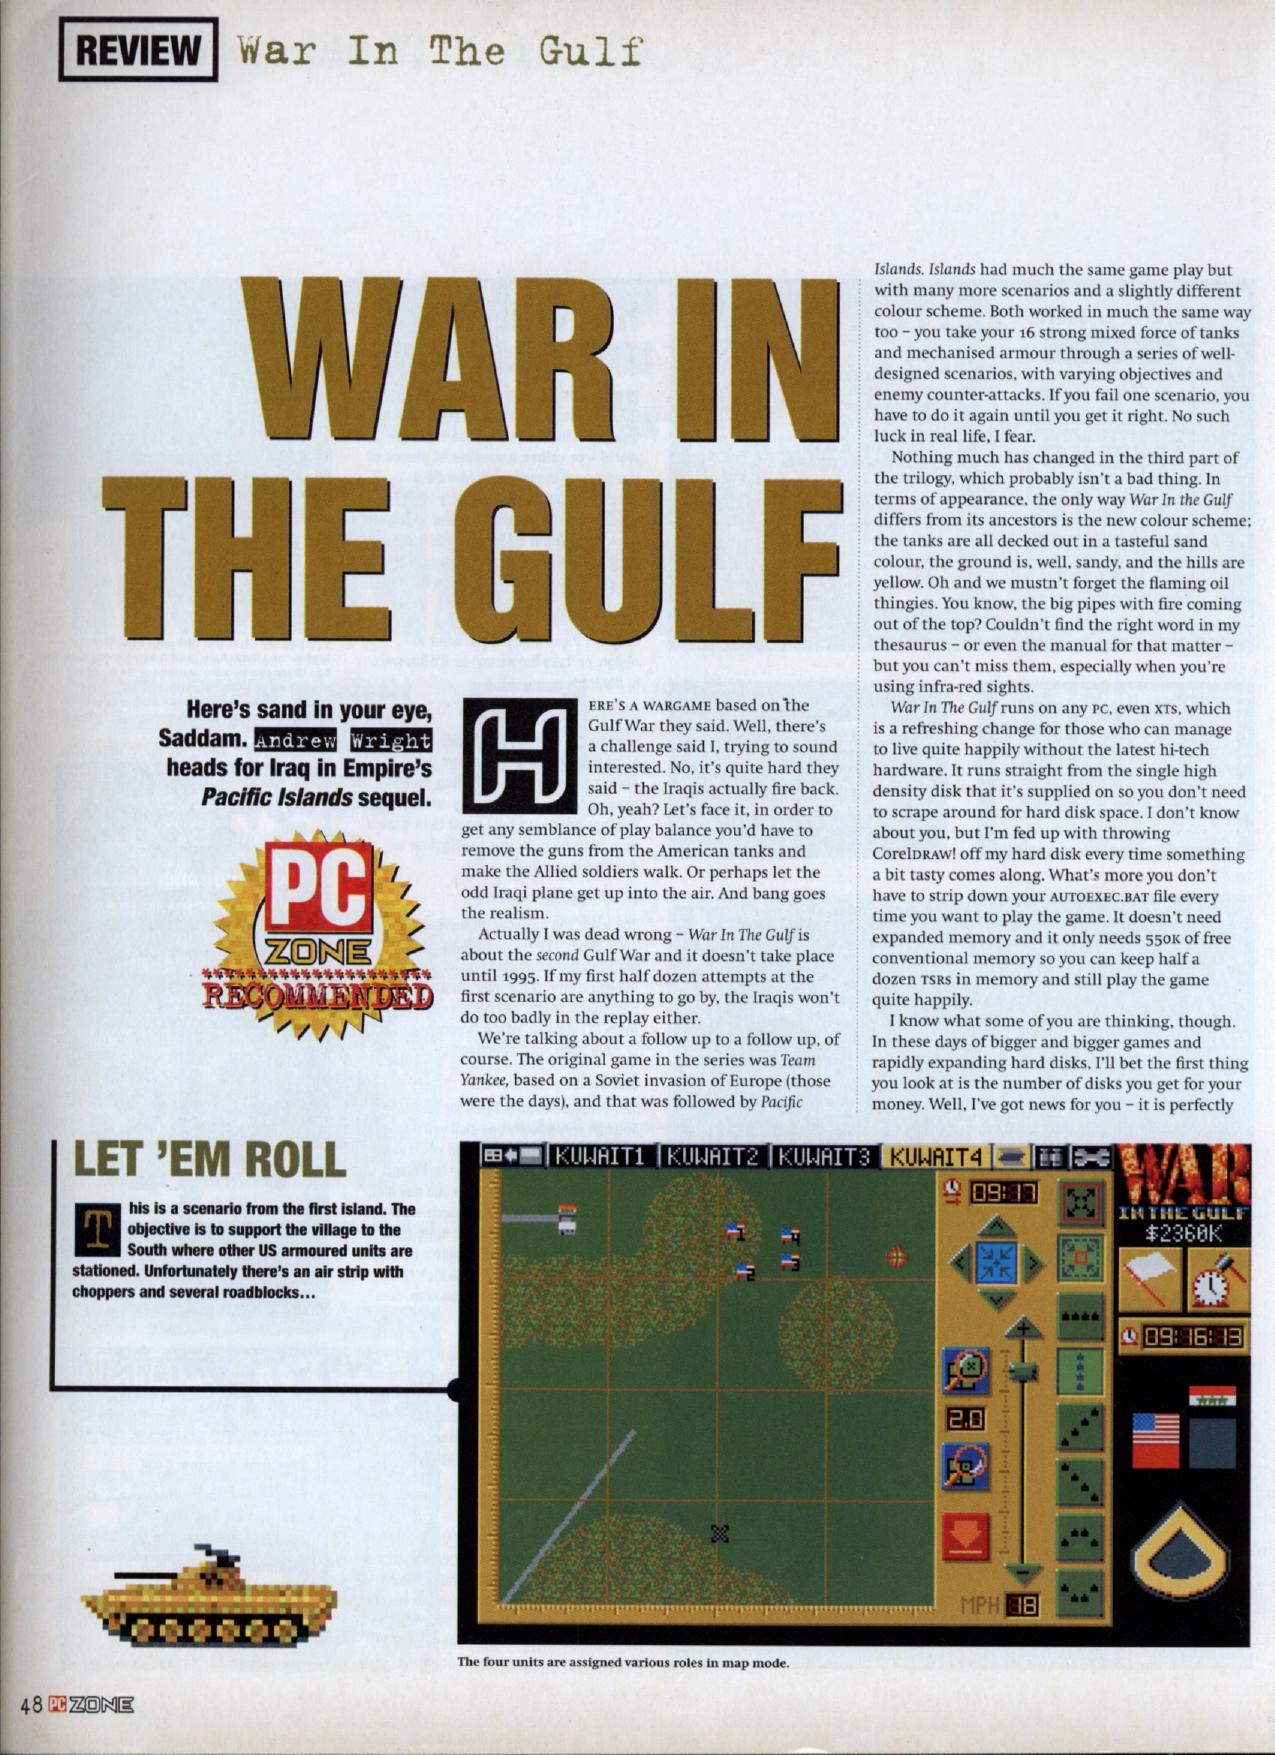 REVIEW War In The Gulf
WAR IN
THE GULF
Here's sand in your eye,
Saddam. Andrew Wright
heads for Iraq in Empire's
Pacific Islands sequel.
PC
ZONE
RECOMMENDED
HERE'S A WARGAME based on the
Gulf War they said. Well, there's
a challenge said I, trying to sound
interested. No, it's quite hard they
said – the Iraqis actually fire back.
Oh, yeah? Let's face it, in order to
get any semblance of play balance you'd have to
remove the guns from the American tanks and
make the Allied soldiers walk. Or perhaps let the
odd Iraqi plane get up into the air. And bang goes
the realism.
Actually I was dead wrong – War In The Gulf is
about the second Gulf War and it doesn't take place
until 1995. If my first half dozen attempts at the
first scenario are anything to go by, the Iraqis won't
do too badly in the replay either.
We're talking about a follow up to a follow up, of
course. The original game in the series was Team
Yankee, based on a Soviet invasion of Europe (those
were the days), and that was followed by Pacific
Islands. Islands had much the same game play but
with many more scenarios and a slightly different
colour scheme. Both worked in much the same way
too – you take your 16 strong mixed force of tanks
and mechanised armour through a series of well-
designed scenarios, with varying objectives and
enemy counter-attacks. If you fail one scenario, you
have to do it again until you get it right. No such
luck in real life, I fear.
Nothing much has changed in the third part of
the trilogy, which probably isn't a bad thing. In
terms of appearance, the only way War In the Gulf
differs from its ancestors is the new colour scheme:
the tanks are all decked out in a tasteful sand
colour, the ground is, well, sandy, and the hills are
yellow. Oh and we mustn't forget the flaming oil
thingies. You know, the big pipes with fire coming
out of the top? Couldn't find the right word in my
thesaurus – or even the manual for that matter –
but you can't miss them, especially when you're
using infra-red sights.
War In The Gulf runs on any PC, even XTs, which
is a refreshing change for those who can manage
to live quite happily without the latest hi-tech
hardware. It runs straight from the single high
density disk that it's supplied on so you don't need
to scrape around for hard disk space. I don't know
about you, but I'm fed up with throwing
CorelDRAW! off my hard disk every time something
a bit tasty comes along. What's more you don't
have to strip down your AUTOEXEC.BAT file every
time you want to play the game. It doesn't need
expanded memory and it only needs 550K of free
conventional memory so you can keep half a
dozen TSRs in memory and still play the game
quite happily.
I know what some of you are thinking, though.
In these days of bigger and bigger games and
rapidly expanding hard disks, I'll bet the first thing
you look at is the number of disks you get for your
money. Well, I've got news for you – it is perfectly
LET 'EM ROLL
This is a scenario from the first island. The
objective is to support the village to the
South where other US armoured units are
stationed. Unfortunately there's an air strip with
choppers and several roadblocks...
KUWAIT1 KUWAIT2 KUWAIT3 KUWAIT4
WAR
IN THE GULF
$2360K
1 4
2 3
09:16:13
2.0
MPH 18
The four units are assigned various roles in map mode.
48 PC ZONE